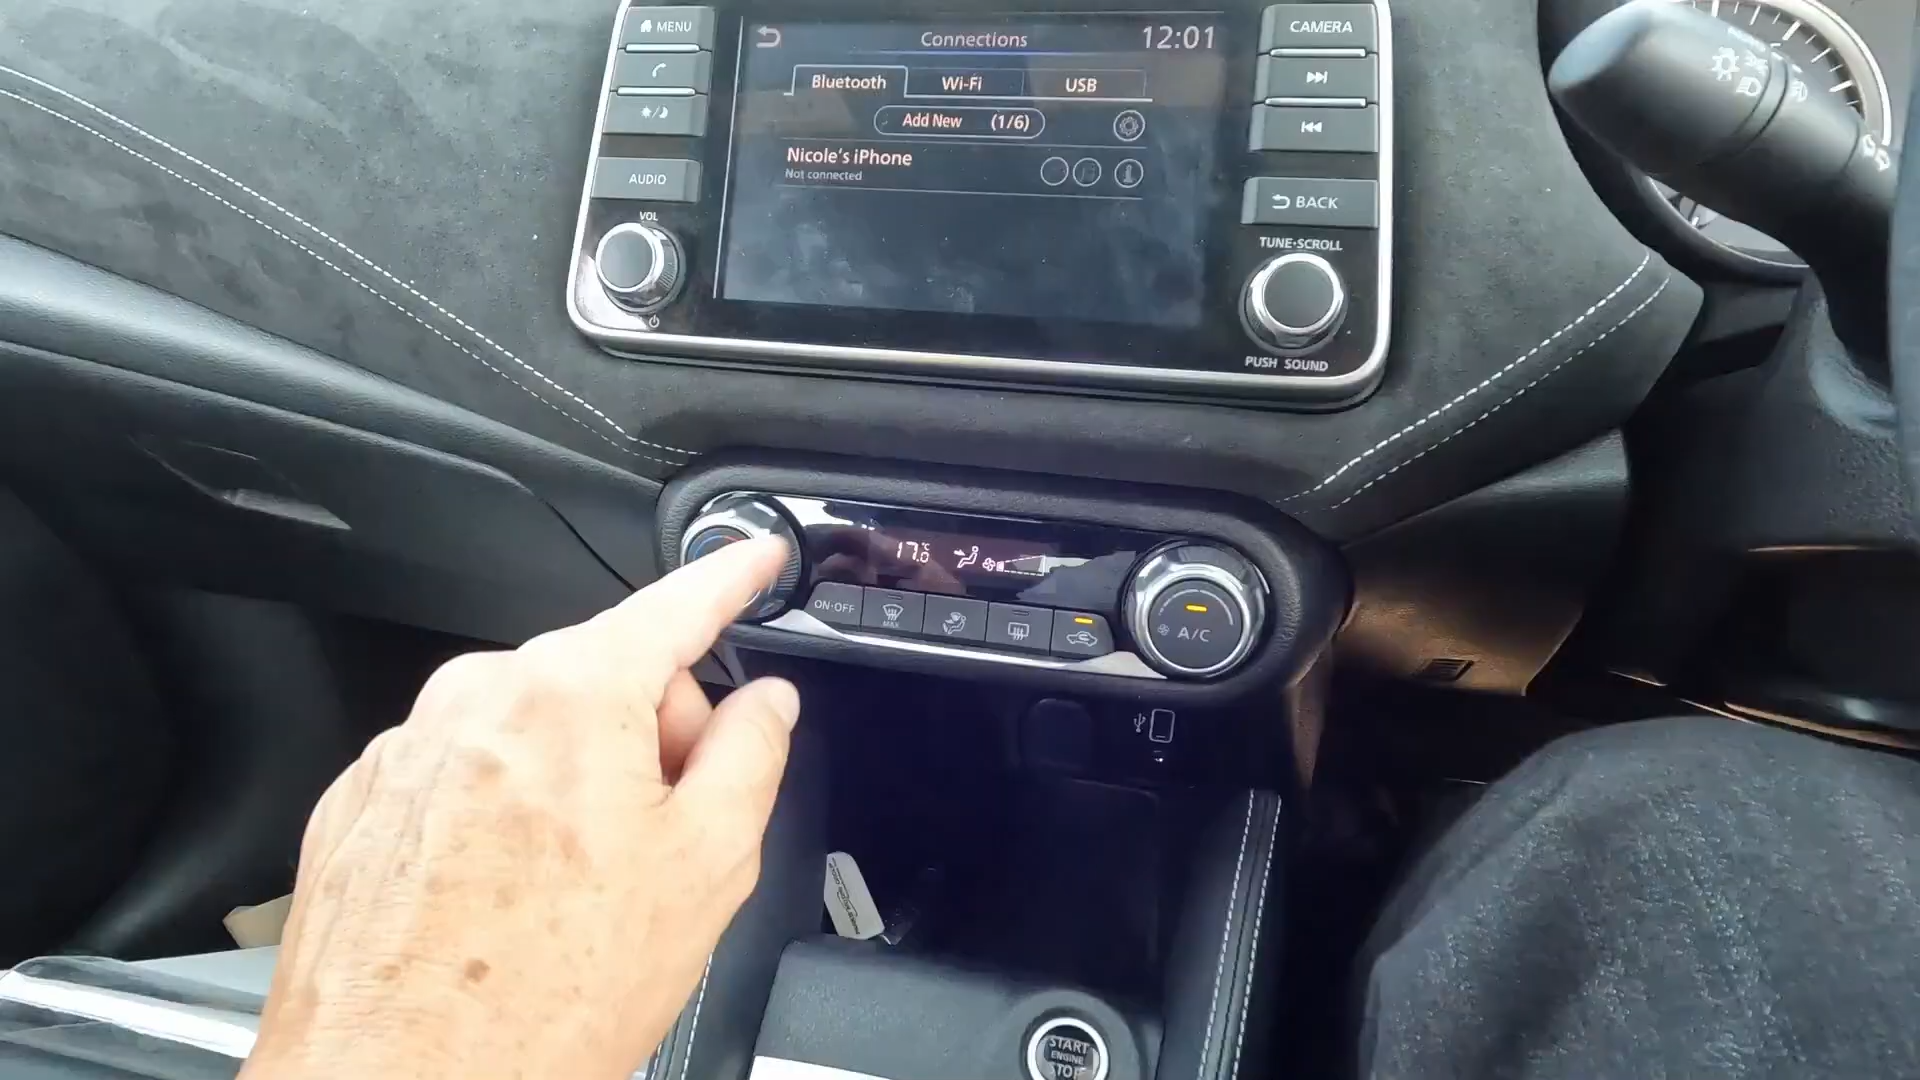 MENU
Connections
12:01
CAMERA
Bluetooth
Wi-Fi
USB
Add New (1/6)
Nicole's iPhone
Not connected
AUDIO
BACK
VOL
TUNE·SCROLL
PUSH SOUND
17.0 °C
ON·OFF
MAX
A/C
START
ENGINE
STOP